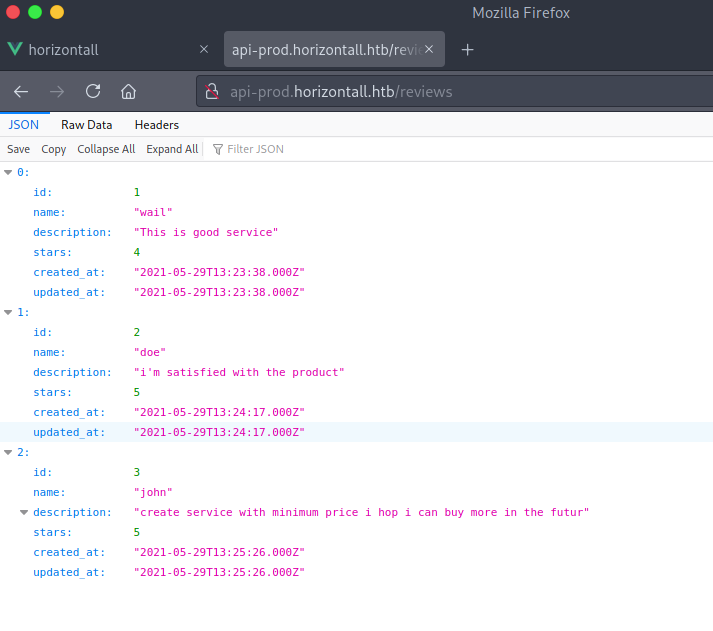 Mozilla Firefox
horizontall × api-prod.horizontall.htb/revie × +
api-prod.horizontall.htb/reviews
JSON Raw Data Headers
Save Copy Collapse All Expand All Filter JSON
0:
id: 1
name: "wail"
description: "This is good service"
stars: 4
created_at: "2021-05-29T13:23:38.000Z"
updated_at: "2021-05-29T13:23:38.000Z"
1:
id: 2
name: "doe"
description: "i'm satisfied with the product"
stars: 5
created_at: "2021-05-29T13:24:17.000Z"
updated_at: "2021-05-29T13:24:17.000Z"
2:
id: 3
name: "john"
description: "create service with minimum price i hop i can buy more in the futur"
stars: 5
created_at: "2021-05-29T13:25:26.000Z"
updated_at: "2021-05-29T13:25:26.000Z"